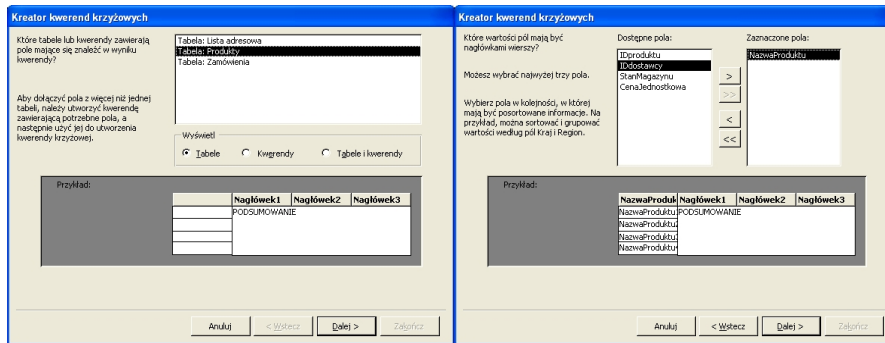 Kreator kwerend krzyżowych
Które tabele lub kwerendy zawierają
pole mające się znaleźć w wyniku
kwerendy?
Aby dołączyć pola z więcej niż jednej
tabeli, należy utworzyć kwerendę
zawierającą potrzebne pola, a
następnie użyć jej do utworzenia
kwerendy krzyżowej.
Tabela: Lista adresowa
Tabela: Produkty
Tabela: Zamówienia
Wyświetl
Tabele
Kwerendy
Tabele i kwerendy
Przykład:
Nagłówek1 Nagłówek2 Nagłówek3
PODSUMOWANIE
Anuluj
< Wstecz
Dalej >
Zakończ
Kreator kwerend krzyżowych
Które wartości pól mają być
nagłówkami wierszy?
Możesz wybrać najwyżej trzy pola.
Wybierz pola w kolejności, w której
mają być posortowane informacje. Na
przykład, można sortować i grupować
wartości według pól Kraj i Region.
Dostępne pola:
IDproduktu
IDdostawcy
StanMagazynu
CenaJednostkowa
>
>>
<
<<
Zaznaczone pola:
NazwaProduktu
Przykład:
NazwaProduk Nagłówek1 Nagłówek2 Nagłówek3
NazwaProduktu PODSUMOWANIE
NazwaProduktu2
NazwaProduktu3
NazwaProduktu4
Anuluj
< Wstecz
Dalej >
Zakończ